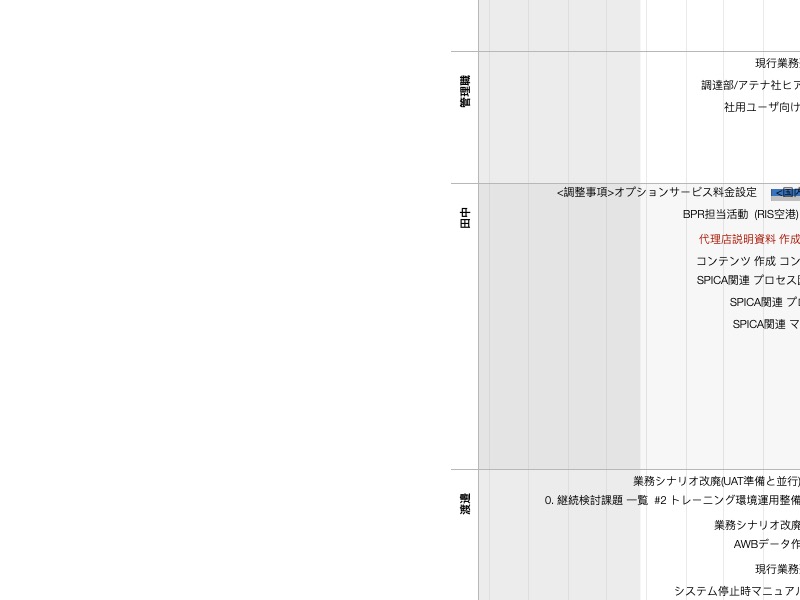 管理職
現行業務
調達部/アテナ社ヒア
社用ユーザ向け
田中
<調整事項>オプションサービス料金設定
<国内
BPR担当活動 (RIS空港)
代理店説明資料 作成
コンテンツ 作成 コン
SPICA関連 プロセス
SPICA関連 プロ
SPICA関連 マ
渡邉
業務シナリオ改廃(UAT準備と並行)
0. 継続検討課題 一覧 #2 トレーニング環境運用整備
業務シナリオ改廃
AWBデータ作
現行業務
システム停止時マニュアル